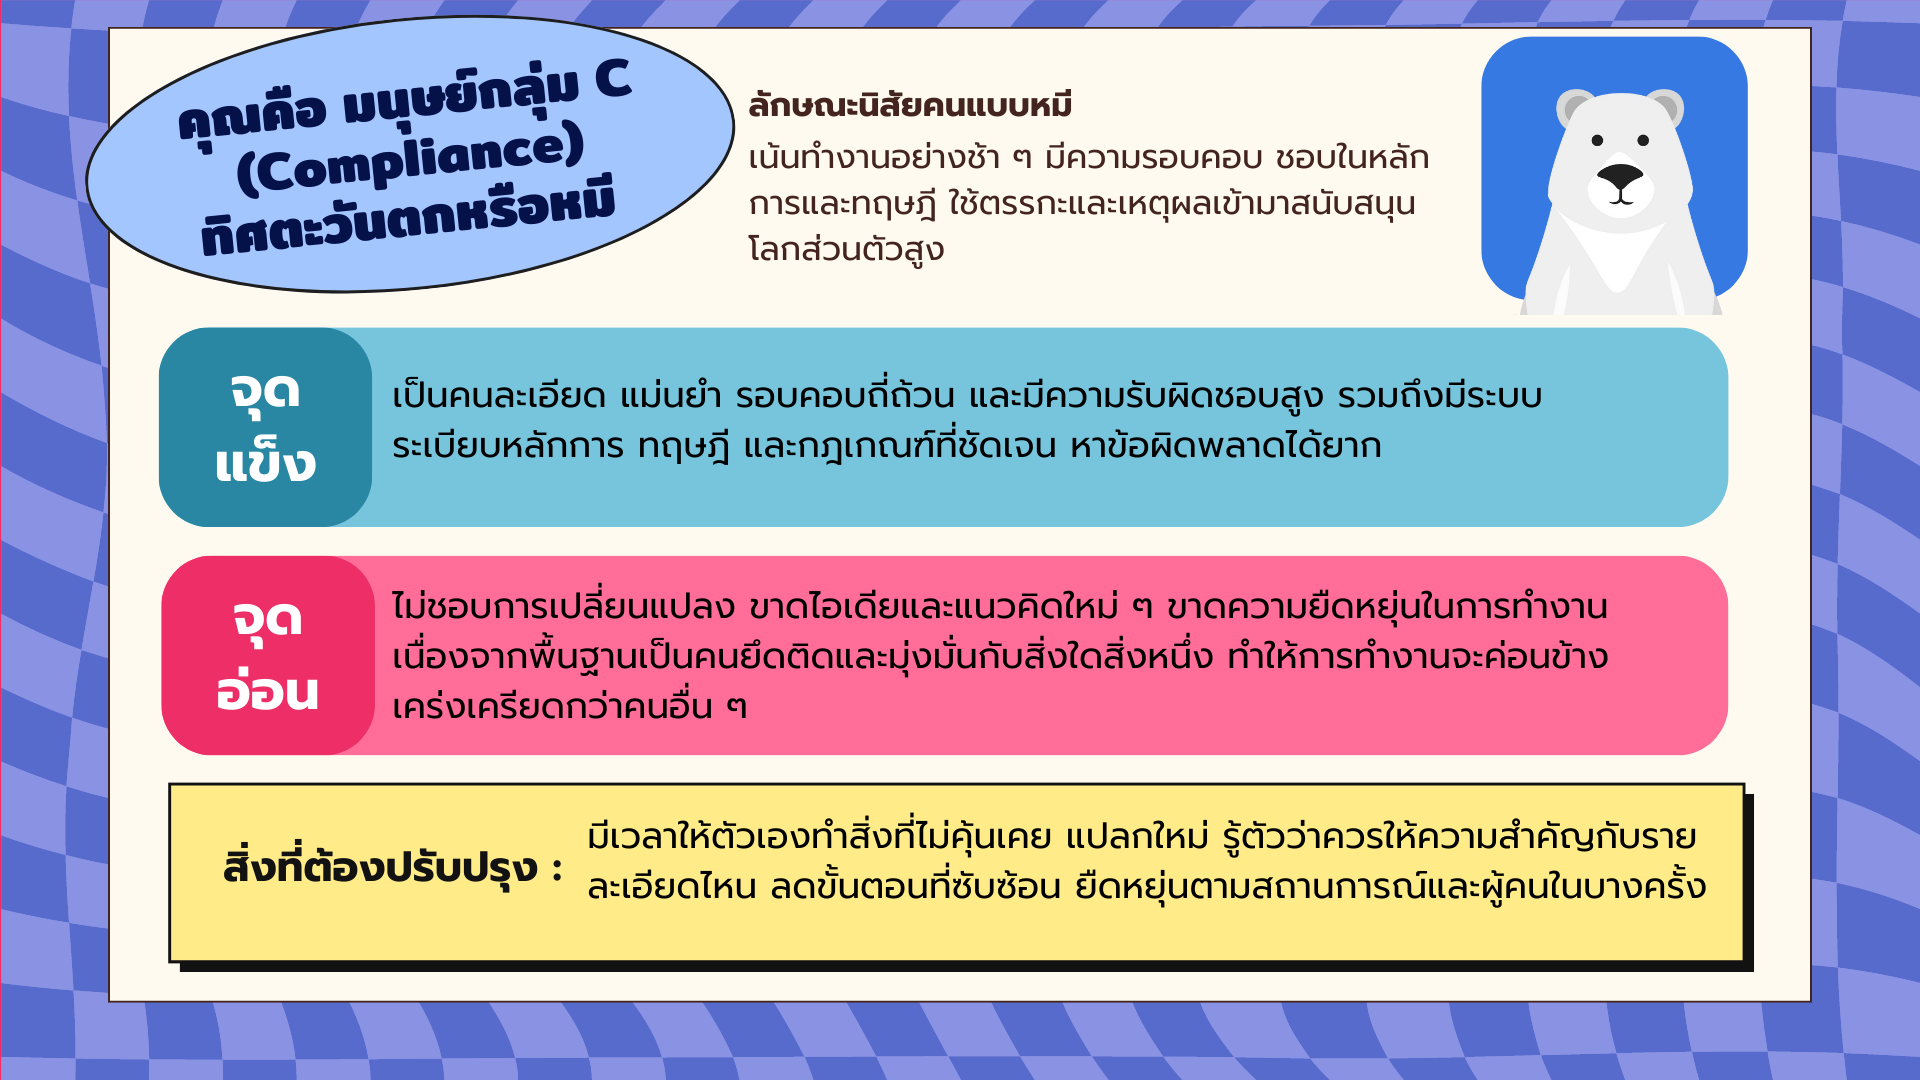 คุณคือ มนุษย์กลุ่ม C
(Compliance)
ทิศตะวันตกหรือหมี
ลักษณะนิสัยคนแบบหมี
เน้นทำงานอย่างช้า ๆ มีความรอบคอบ ชอบในหลัก
การและทฤษฎี ใช้ตรรกะและเหตุผลเข้ามาสนับสนุน
โลกส่วนตัวสูง
จุด
แข็ง
เป็นคนละเอียด แม่นยำ รอบคอบถี่ถ้วน และมีความรับผิดชอบสูง รวมถึงมีระบบ
ระเบียบหลักการ ทฤษฎี และกฎเกณฑ์ที่ชัดเจน หาข้อผิดพลาดได้ยาก
จุด
อ่อน
ไม่ชอบการเปลี่ยนแปลง ขาดไอเดียและแนวคิดใหม่ ๆ ขาดความยืดหยุ่นในการทำงาน
เนื่องจากพื้นฐานเป็นคนยึดติดและมุ่งมั่นกับสิ่งใดสิ่งหนึ่ง ทำให้การทำงานจะค่อนข้าง
เคร่งเครียดกว่าคนอื่น ๆ
สิ่งที่ต้องปรับปรุง :
มีเวลาให้ตัวเองทำสิ่งที่ไม่คุ้นเคย แปลกใหม่ รู้ตัวว่าควรให้ความสำคัญกับราย
ละเอียดไหน ลดขั้นตอนที่ซับซ้อน ยืดหยุ่นตามสถานการณ์และผู้คนในบางครั้ง